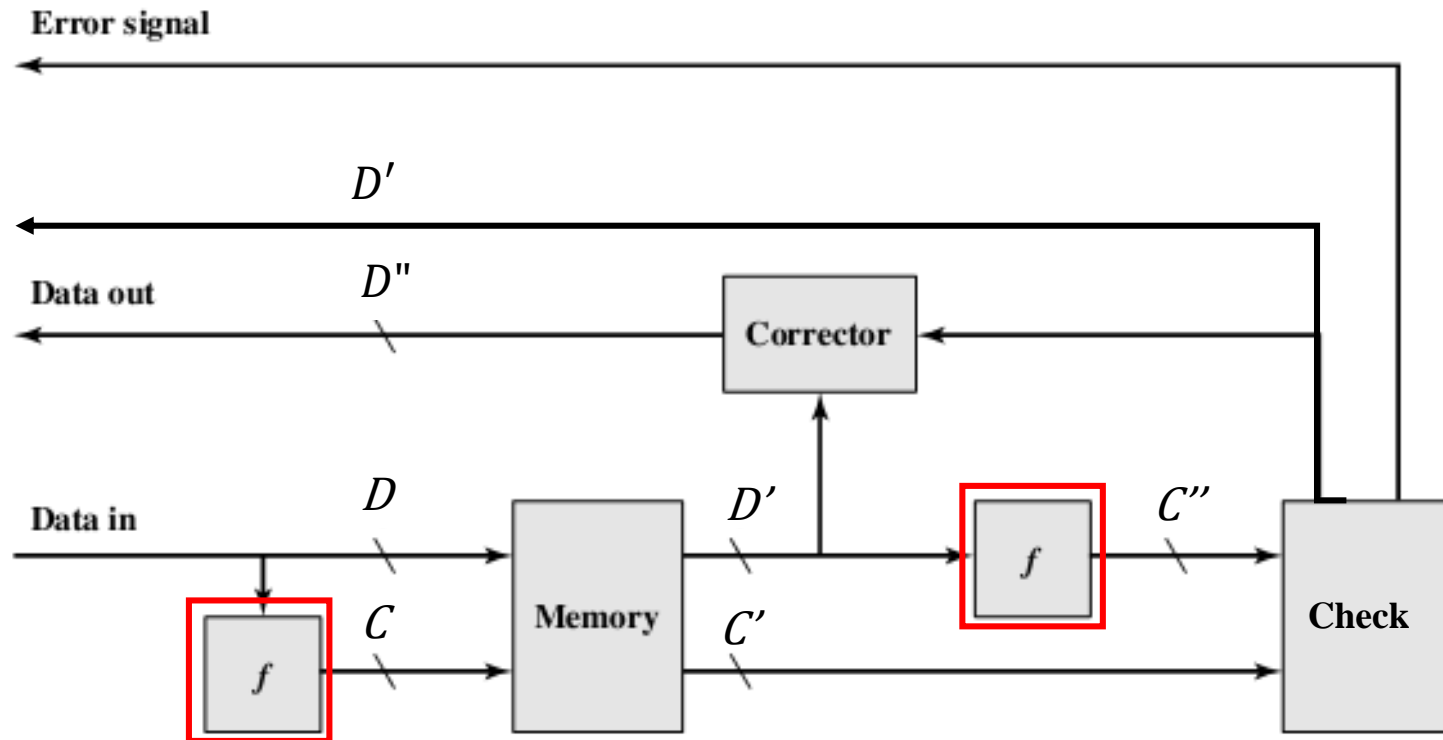 Error signal
D′
Data out
D"
Corrector
Data in
D
D’
f
C’’
Memory
Check
f
C
C’